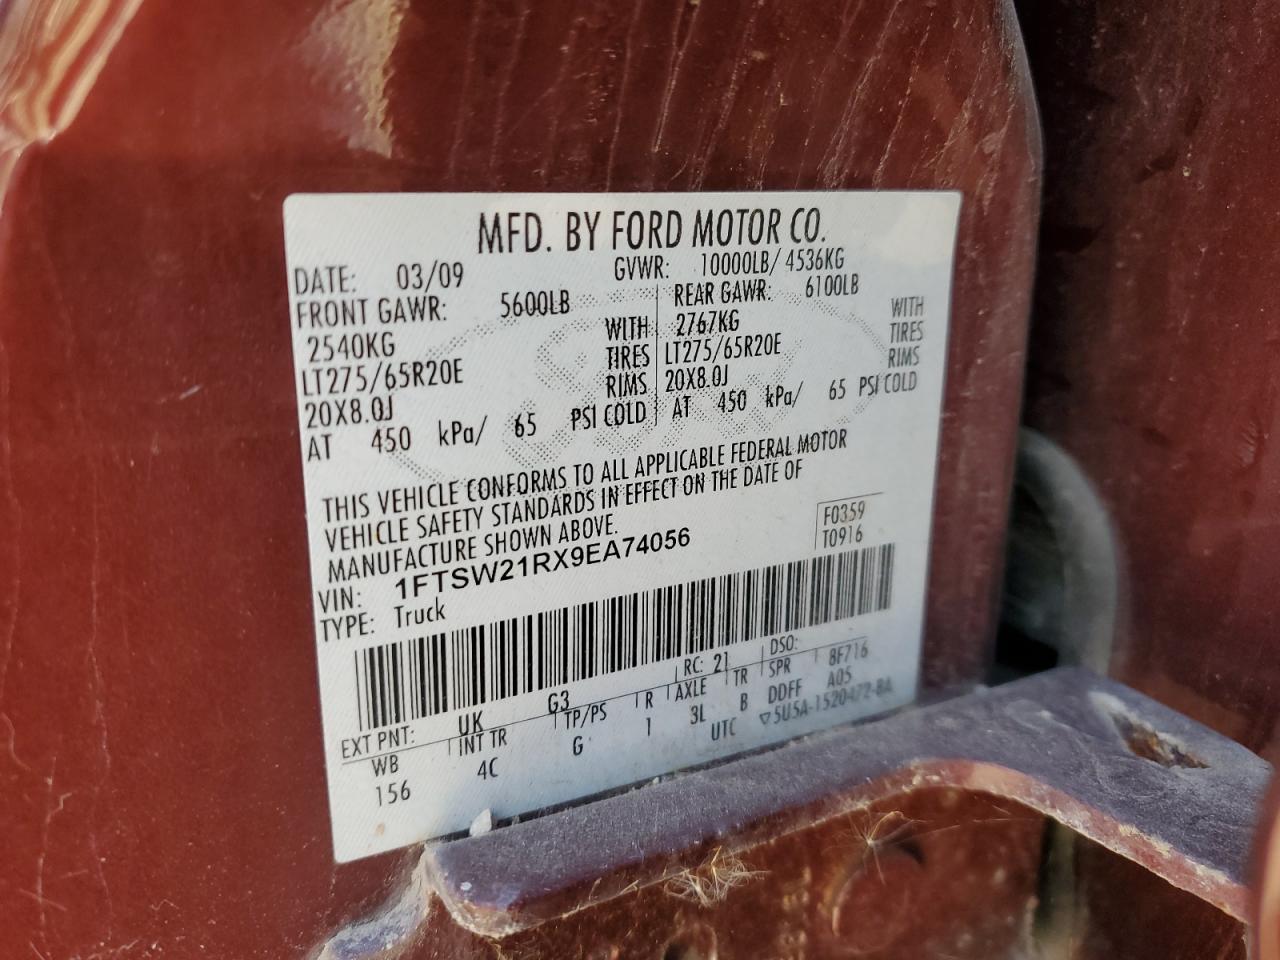 MFD. BY FORD MOTOR CO.
DATE: 03/09 GVWR: 10000LB/ 4536KG
FRONT GAWR: 5600LB REAR GAWR: 6100LB
2540KG WITH 2767KG WITH
LT275/65R20E TIRES LT275/65R20E TIRES
20X8.0J RIMS 20X8.0J RIMS
AT 450 kPa/ 65 PSI COLD AT 450 kPa/ 65 PSI COLD
THIS VEHICLE CONFORMS TO ALL APPLICABLE FEDERAL MOTOR
VEHICLE SAFETY STANDARDS IN EFFECT ON THE DATE OF
MANUFACTURE SHOWN ABOVE.
F0359
T0916
VIN: 1FTSW21RX9EA74056
TYPE: Truck
EXT PNT: UK G3 RC: 21 DSO:
WB INT TR TP/PS R AXLE TR SPR 8F716
156 4C G 1 3L B DDFF A05
UTC ▽5U5A-1520472-BA